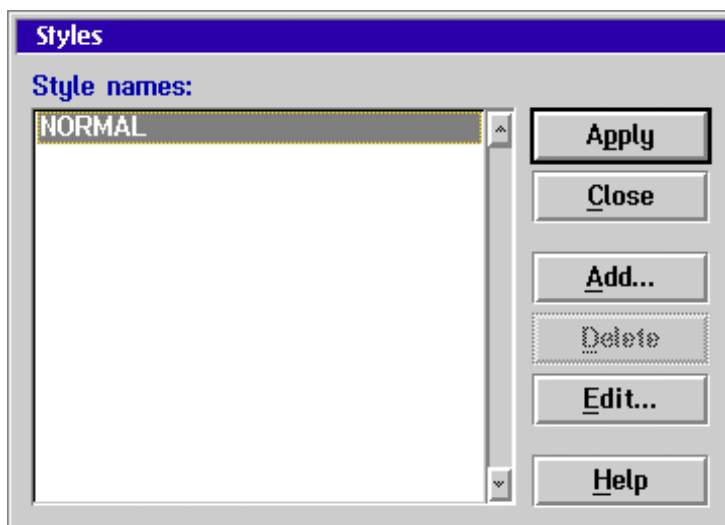 Styles
Style names:
NORMAL
Apply
Close
Add...
Delete
Edit...
Help